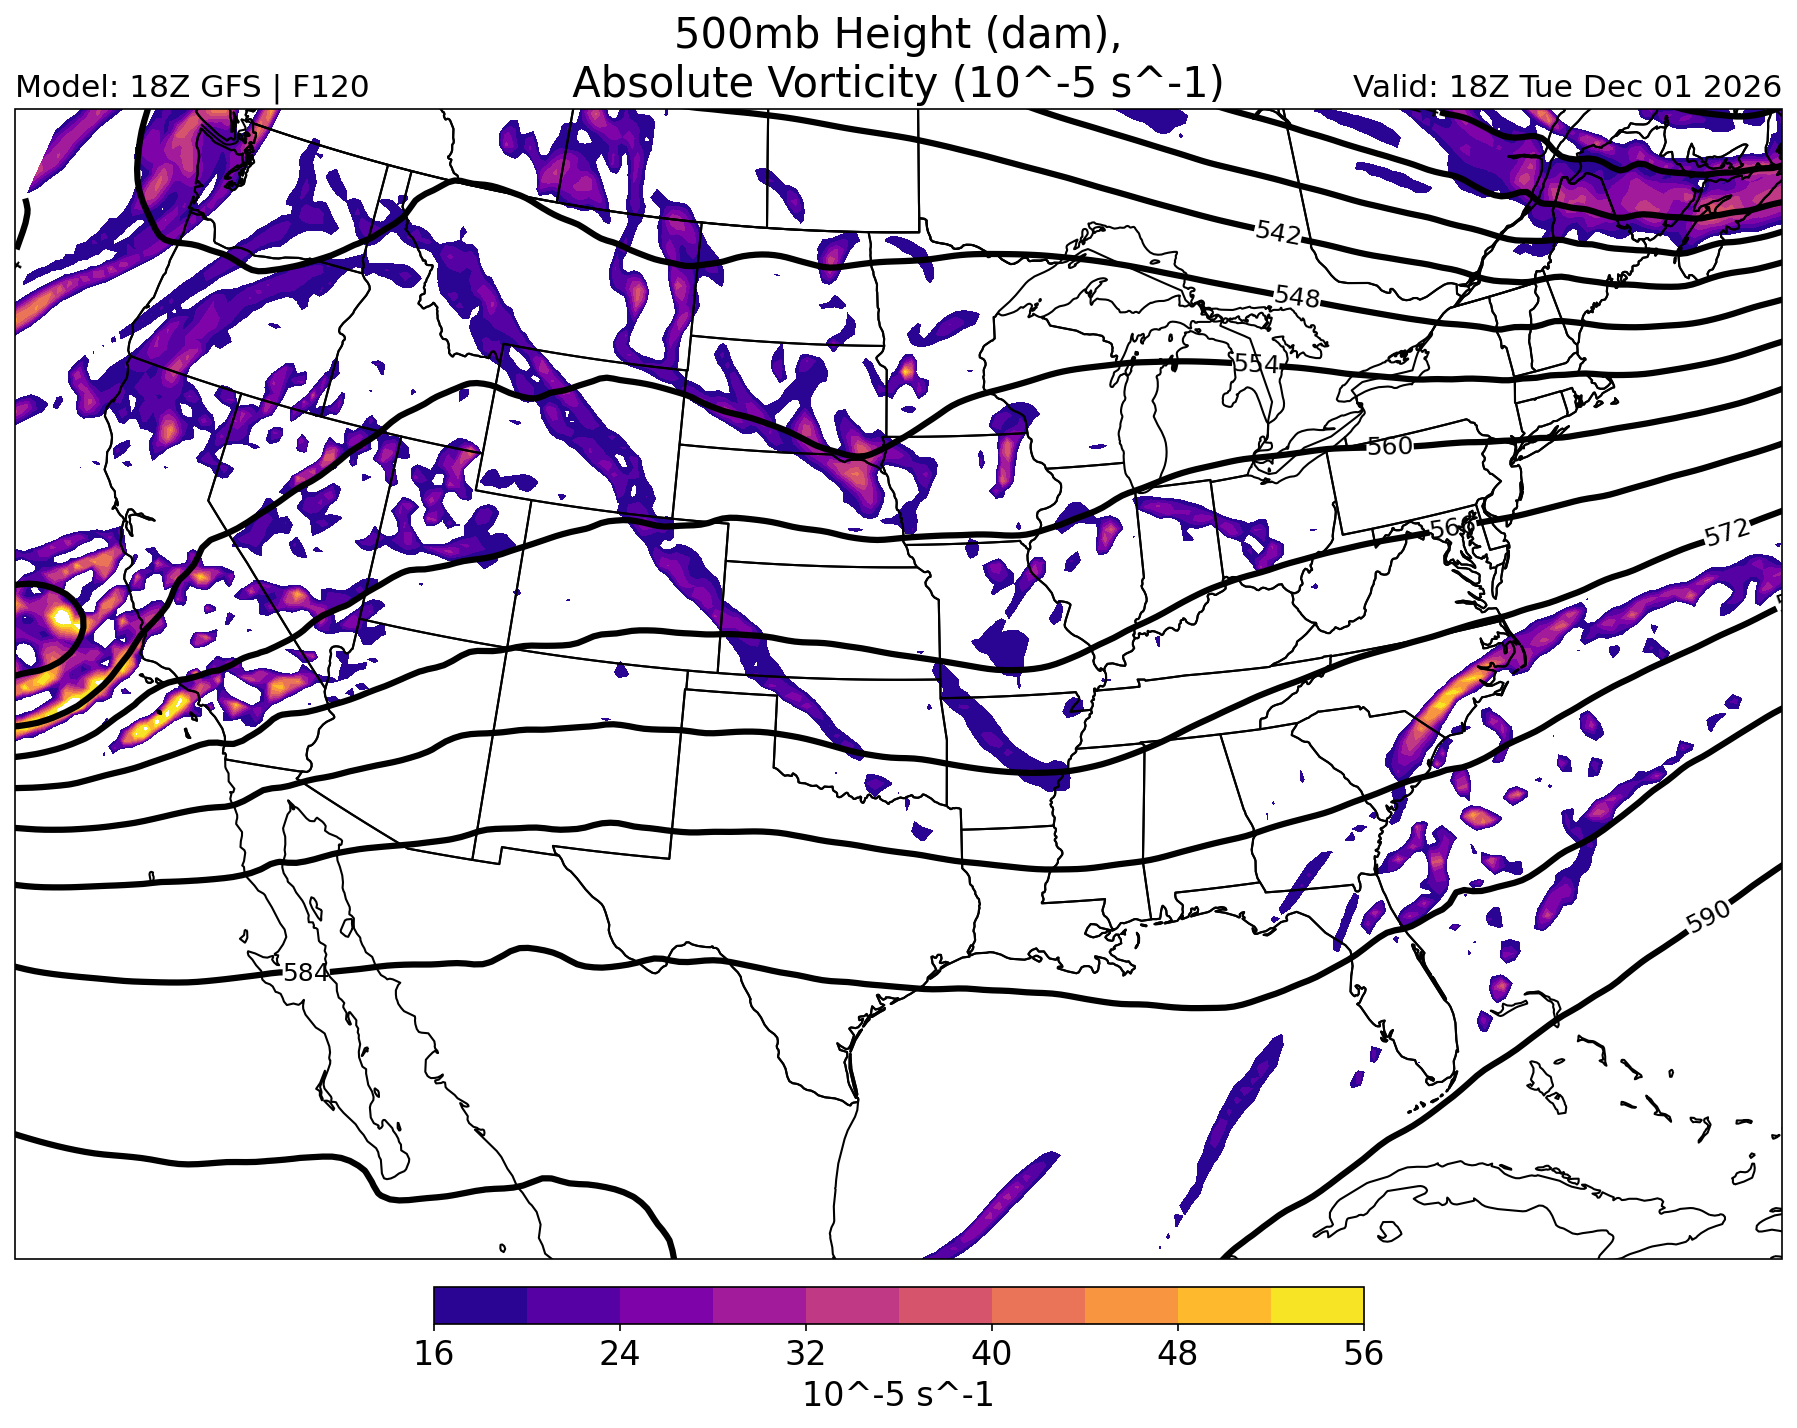 500mb Height (dam),
Model: 18Z GFS | F120
Absolute Vorticity (10^-5 s^-1)
Valid: 18Z Tue Dec 01 2026
542
548
554
560
572
590
584
16 24 32 40 48 56
10^-5 s^-1